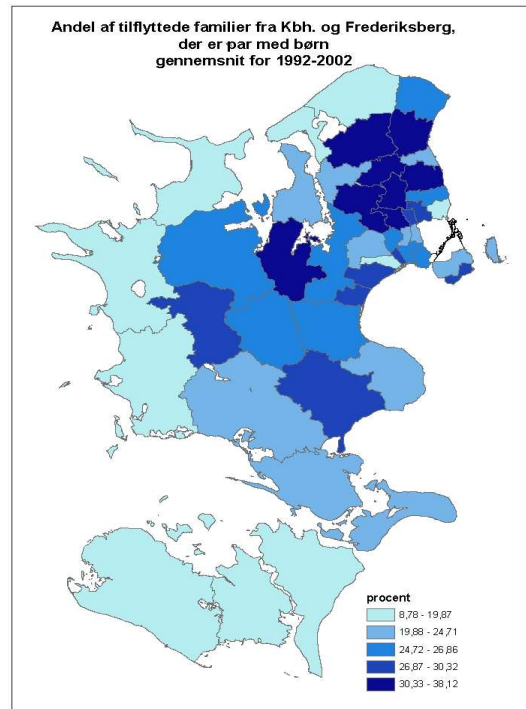 Andel af tilflyttede familier fra Kbh. og Frederiksberg,
der er par med børn
gennemsnit for 1992-2002
procent
8,78 - 19,87
19,88 - 24,71
24,72 - 26,86
26,87 - 30,32
30,33 - 38,12